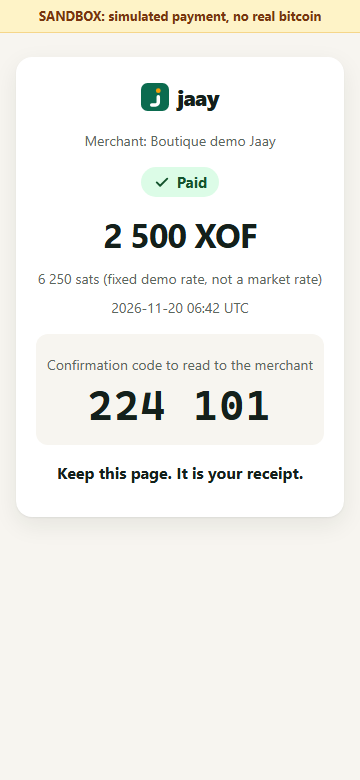 SANDBOX: simulated payment, no real bitcoin
jaay
Merchant: Boutique demo Jaay
Paid
2 500 XOF
6 250 sats (fixed demo rate, not a market rate)
2026-11-20 06:42 UTC
Confirmation code to read to the merchant
224 101
Keep this page. It is your receipt.